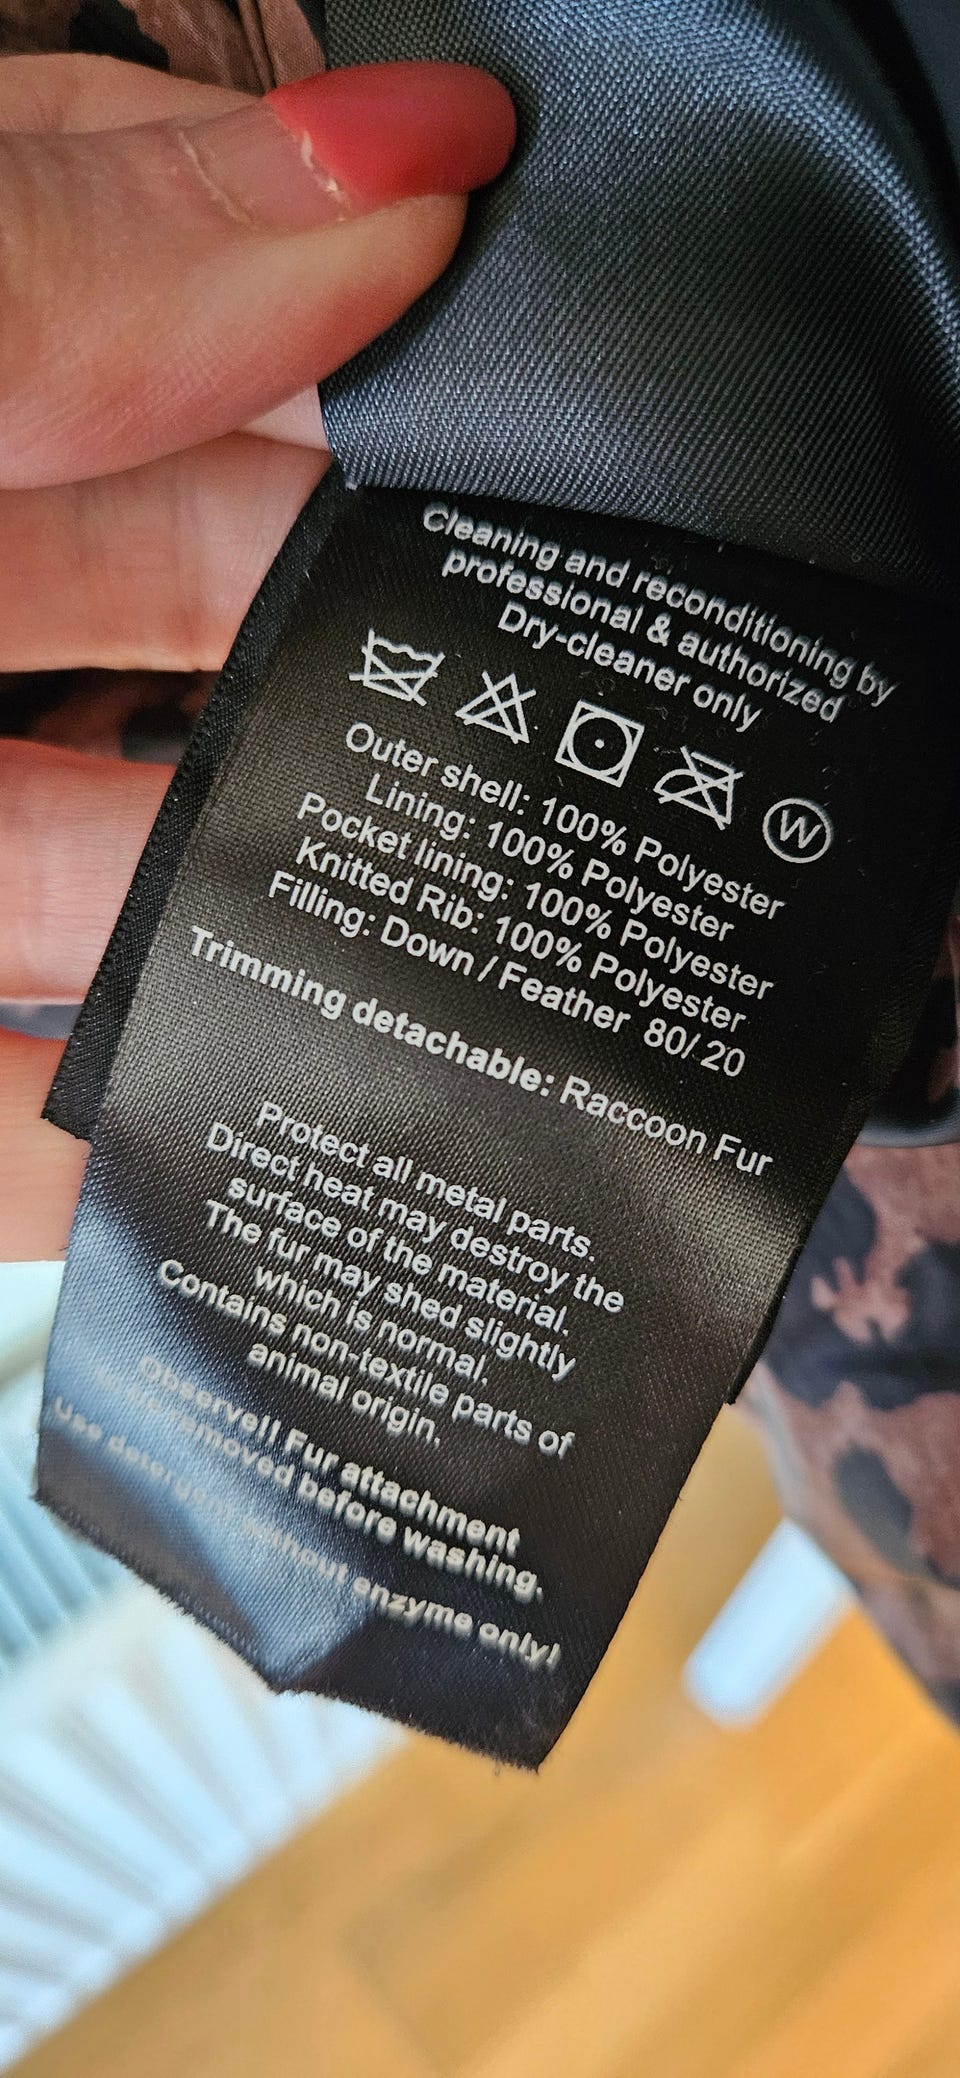 Cleaning and reconditioning by
professional & authorized
Dry-cleaner only
W
Outer shell: 100% Polyester
Lining: 100% Polyester
Pocket lining: 100% Polyester
Knitted Rib: 100% Polyester
Filling: Down / Feather 80/ 20
Trimming detachable: Raccoon Fur
Protect all metal parts.
Direct heat may destroy the
surface of the material.
The fur may shed slightly
which is normal.
Contains non-textile parts of
animal origin.
Observe!! Fur attachment
removed before washing.
Use detergent without enzyme only!